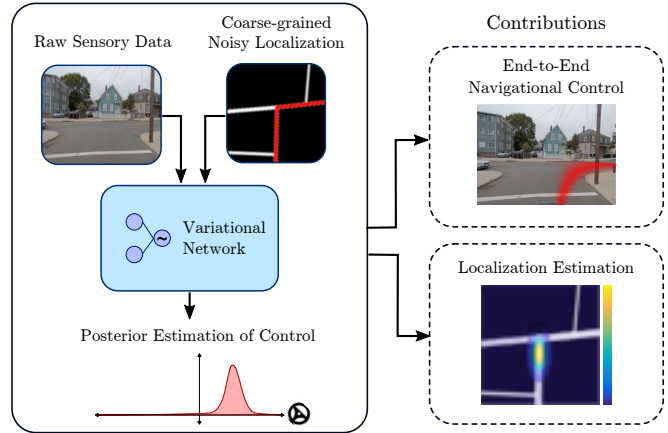 Raw Sensory Data
Coarse-grained
Noisy Localization
Variational
Network
Posterior Estimation of Control
Contributions
End-to-End
Navigational Control
Localization Estimation